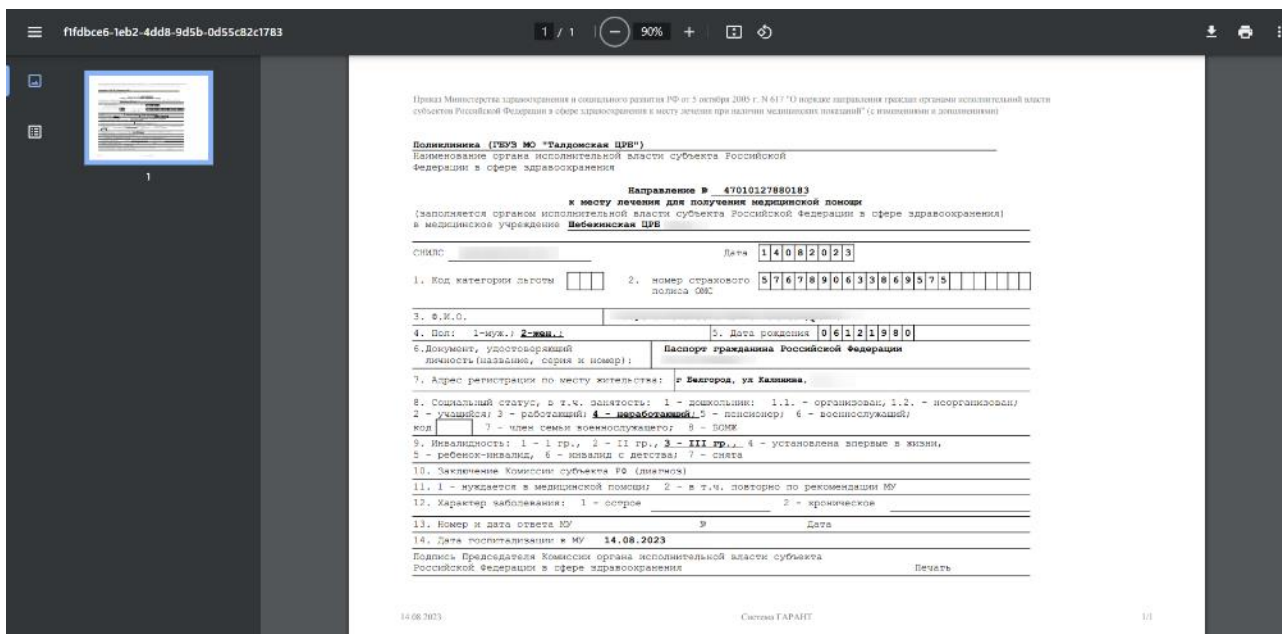 f1fdbce6-1eb2-4dd8-9d5b-0d55c82c1783
1 / 1
90%
1
Приказ Министерства здравоохранения и социального развития РФ от 5 октября 2005 г. N 617 "О порядке направления граждан органами исполнительной власти
субъектов Российской Федерации в сфере здравоохранения к месту лечения при наличии медицинских показаний" (с изменениями и дополнениями)
Поликлиника (ГБУЗ МО "Талдомская ЦРБ")
Наименование органа исполнительной власти субъекта Российской
Федерации в сфере здравоохранения
Направление № 47010127880183
к месту лечения для получения медицинской помощи
(заполняется органом исполнительной власти субъекта Российской Федерации в сфере здравоохранения)
в медицинское учреждение Шебекинская ЦРБ
СНИЛС Дата 14082023
1. Код категории льготы 2. номер страхового 5767890633869575
полиса ОМС
3. Ф.И.О.
4. Пол: 1-муж.; 2-жен.; 5. Дата рождения 06121980
6.Документ, удостоверяющий Паспорт гражданина Российской Федерации
личность(название, серия и номер):
7. Адрес регистрации по месту жительства: г Белгород, ул Калинина,
8. Социальный статус, в т.ч. занятость: 1 - дошкольник: 1.1. - организован, 1.2. - неорганизован;
2 - учащийся; 3 - работающий; 4 - неработающий; 5 - пенсионер; 6 - военнослужащий;
код 7 - член семьи военнослужащего; 8 - БОМЖ
9. Инвалидность: 1 - I гр., 2 - II гр., 3 - III гр., 4 - установлена впервые в жизни,
5 - ребенок-инвалид, 6 - инвалид с детства; 7 - снята
10. Заключение Комиссии субъекта РФ (диагноз)
11. 1 - нуждается в медицинской помощи; 2 - в т.ч. повторно по рекомендации МУ
12. Характер заболевания: 1 - острое 2 - хроническое
13. Номер и дата ответа МУ № Дата
14. Дата госпитализации в МУ 14.08.2023
Подпись Председателя Комиссии органа исполнительной власти субъекта
Российской Федерации в сфере здравоохранения Печать
14.08.2023 Система ГАРАНТ 1/1